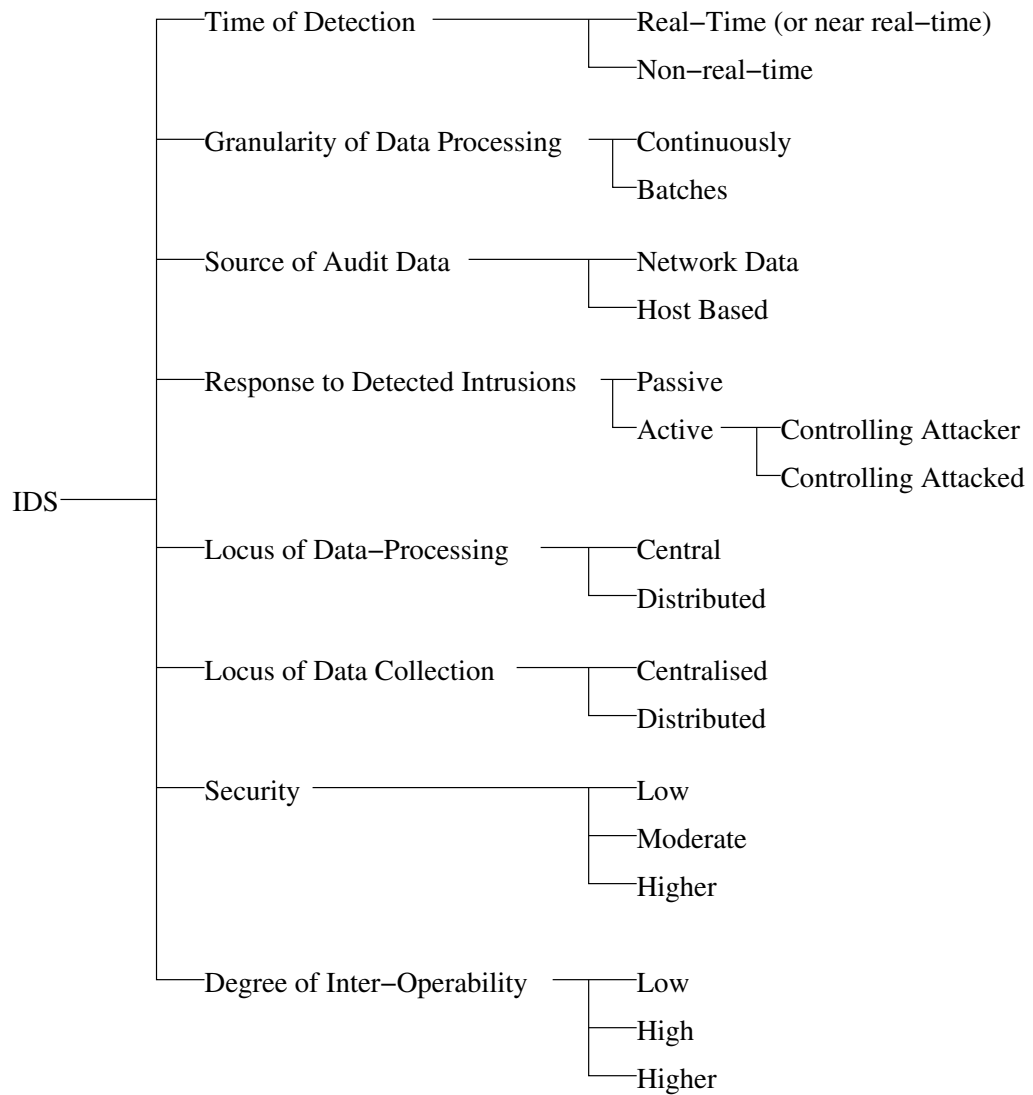 Time of Detection
Real−Time (or near real−time)
Non−real−time
Granularity of Data Processing
Continuously
Batches
Source of Audit Data
Network Data
Host Based
Response to Detected Intrusions
Passive
Active
Controlling Attacker
Controlling Attacked
IDS
Locus of Data−Processing
Central
Distributed
Locus of Data Collection
Centralised
Distributed
Security
Low
Moderate
Higher
Degree of Inter−Operability
Low
High
Higher